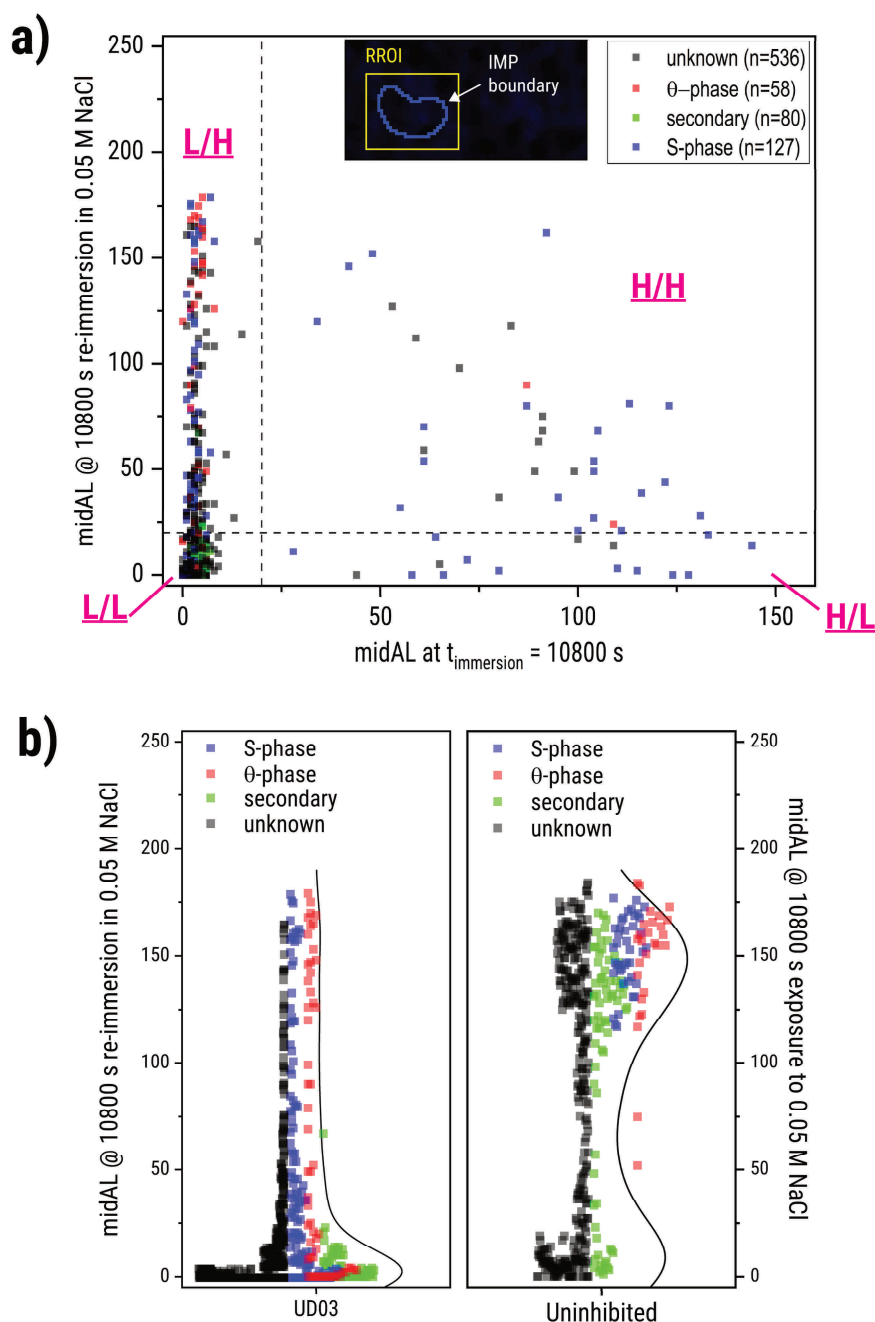 a)
midAL @ 10800 s re-immersion in 0.05 M NaCl
250
200
150
100
50
0
RROI
IMP
boundary
unknown (n=536)
θ–phase (n=58)
secondary (n=80)
S-phase (n=127)
L/H
H/H
L/L
H/L
0
50
100
150
midAL at t immersion = 10800 s
b)
midAL @ 10800 s re-immersion in 0.05 M NaCl
250
200
150
100
50
0
S-phase
θ-phase
secondary
unknown
UD03
S-phase
θ-phase
secondary
unknown
Uninhibited
250
200
150
100
50
0
midAL @ 10800 s exposure to 0.05 M NaCl